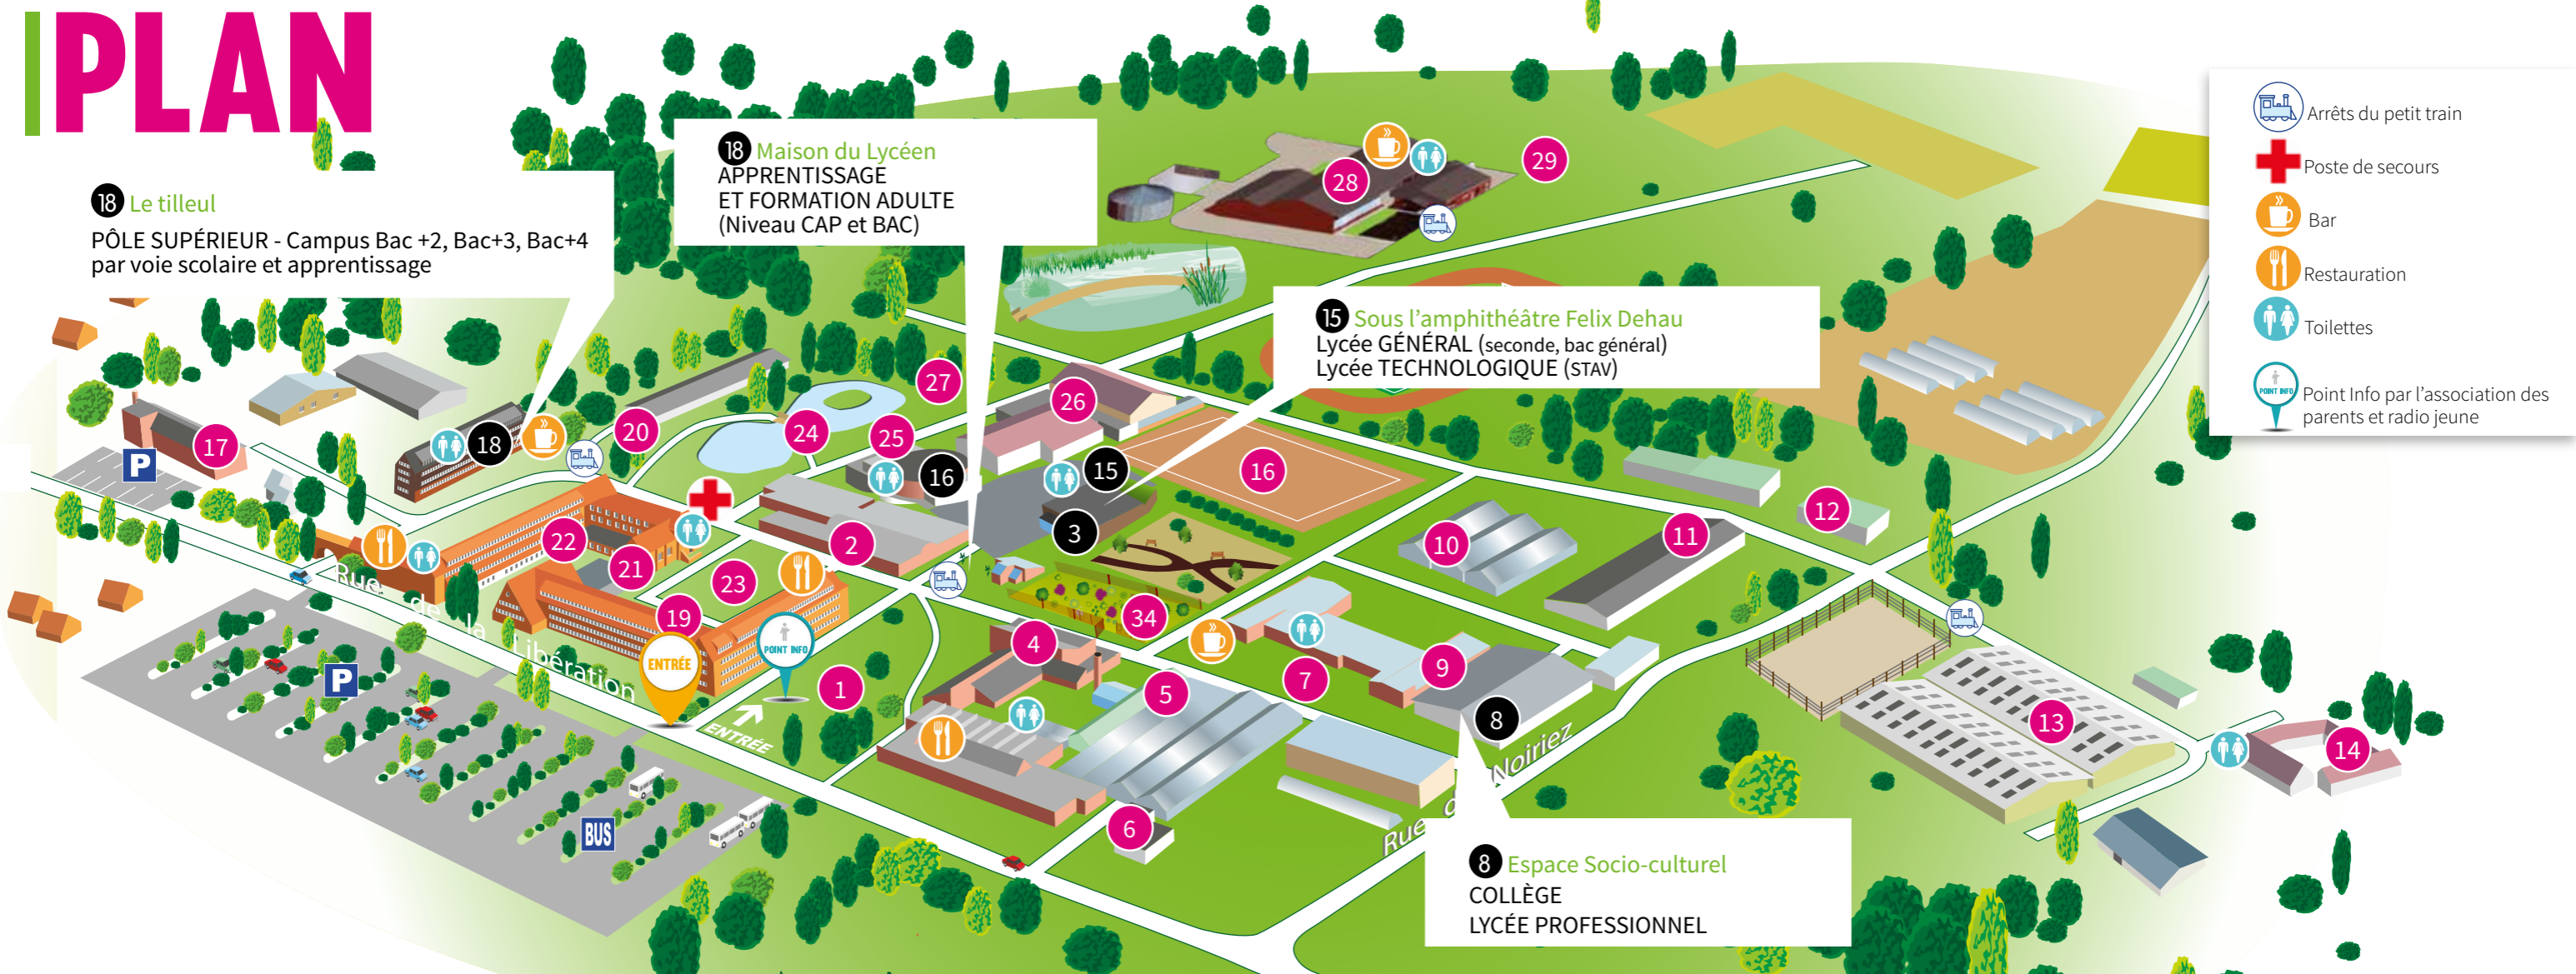 PLAN
18 Le tilleul
PÔLE SUPÉRIEUR - Campus Bac +2, Bac+3, Bac+4
par voie scolaire et apprentissage
18 Maison du Lycéen
APPRENTISSAGE
ET FORMATION ADULTE
(Niveau CAP et BAC)
15 Sous l'amphithéâtre Felix Dehau
Lycée GÉNÉRAL (seconde, bac général)
Lycée TECHNOLOGIQUE (STAV)
Arrêts du petit train
Poste de secours
Bar
Restauration
Toilettes
POINT INFO
Point Info par l'association des
parents et radio jeune
28
29
27
26
17
P
18
20
24
25
16
15
16
3
22
21
2
23
19
10
11
12
34
4
1
5
7
9
8
13
14
6
Rue de la Libération
ENTRÉE
POINT INFO
ENTRÉE
P
BUS
Rue
Noiriez
8 Espace Socio-culturel
COLLÈGE
LYCÉE PROFESSIONNEL